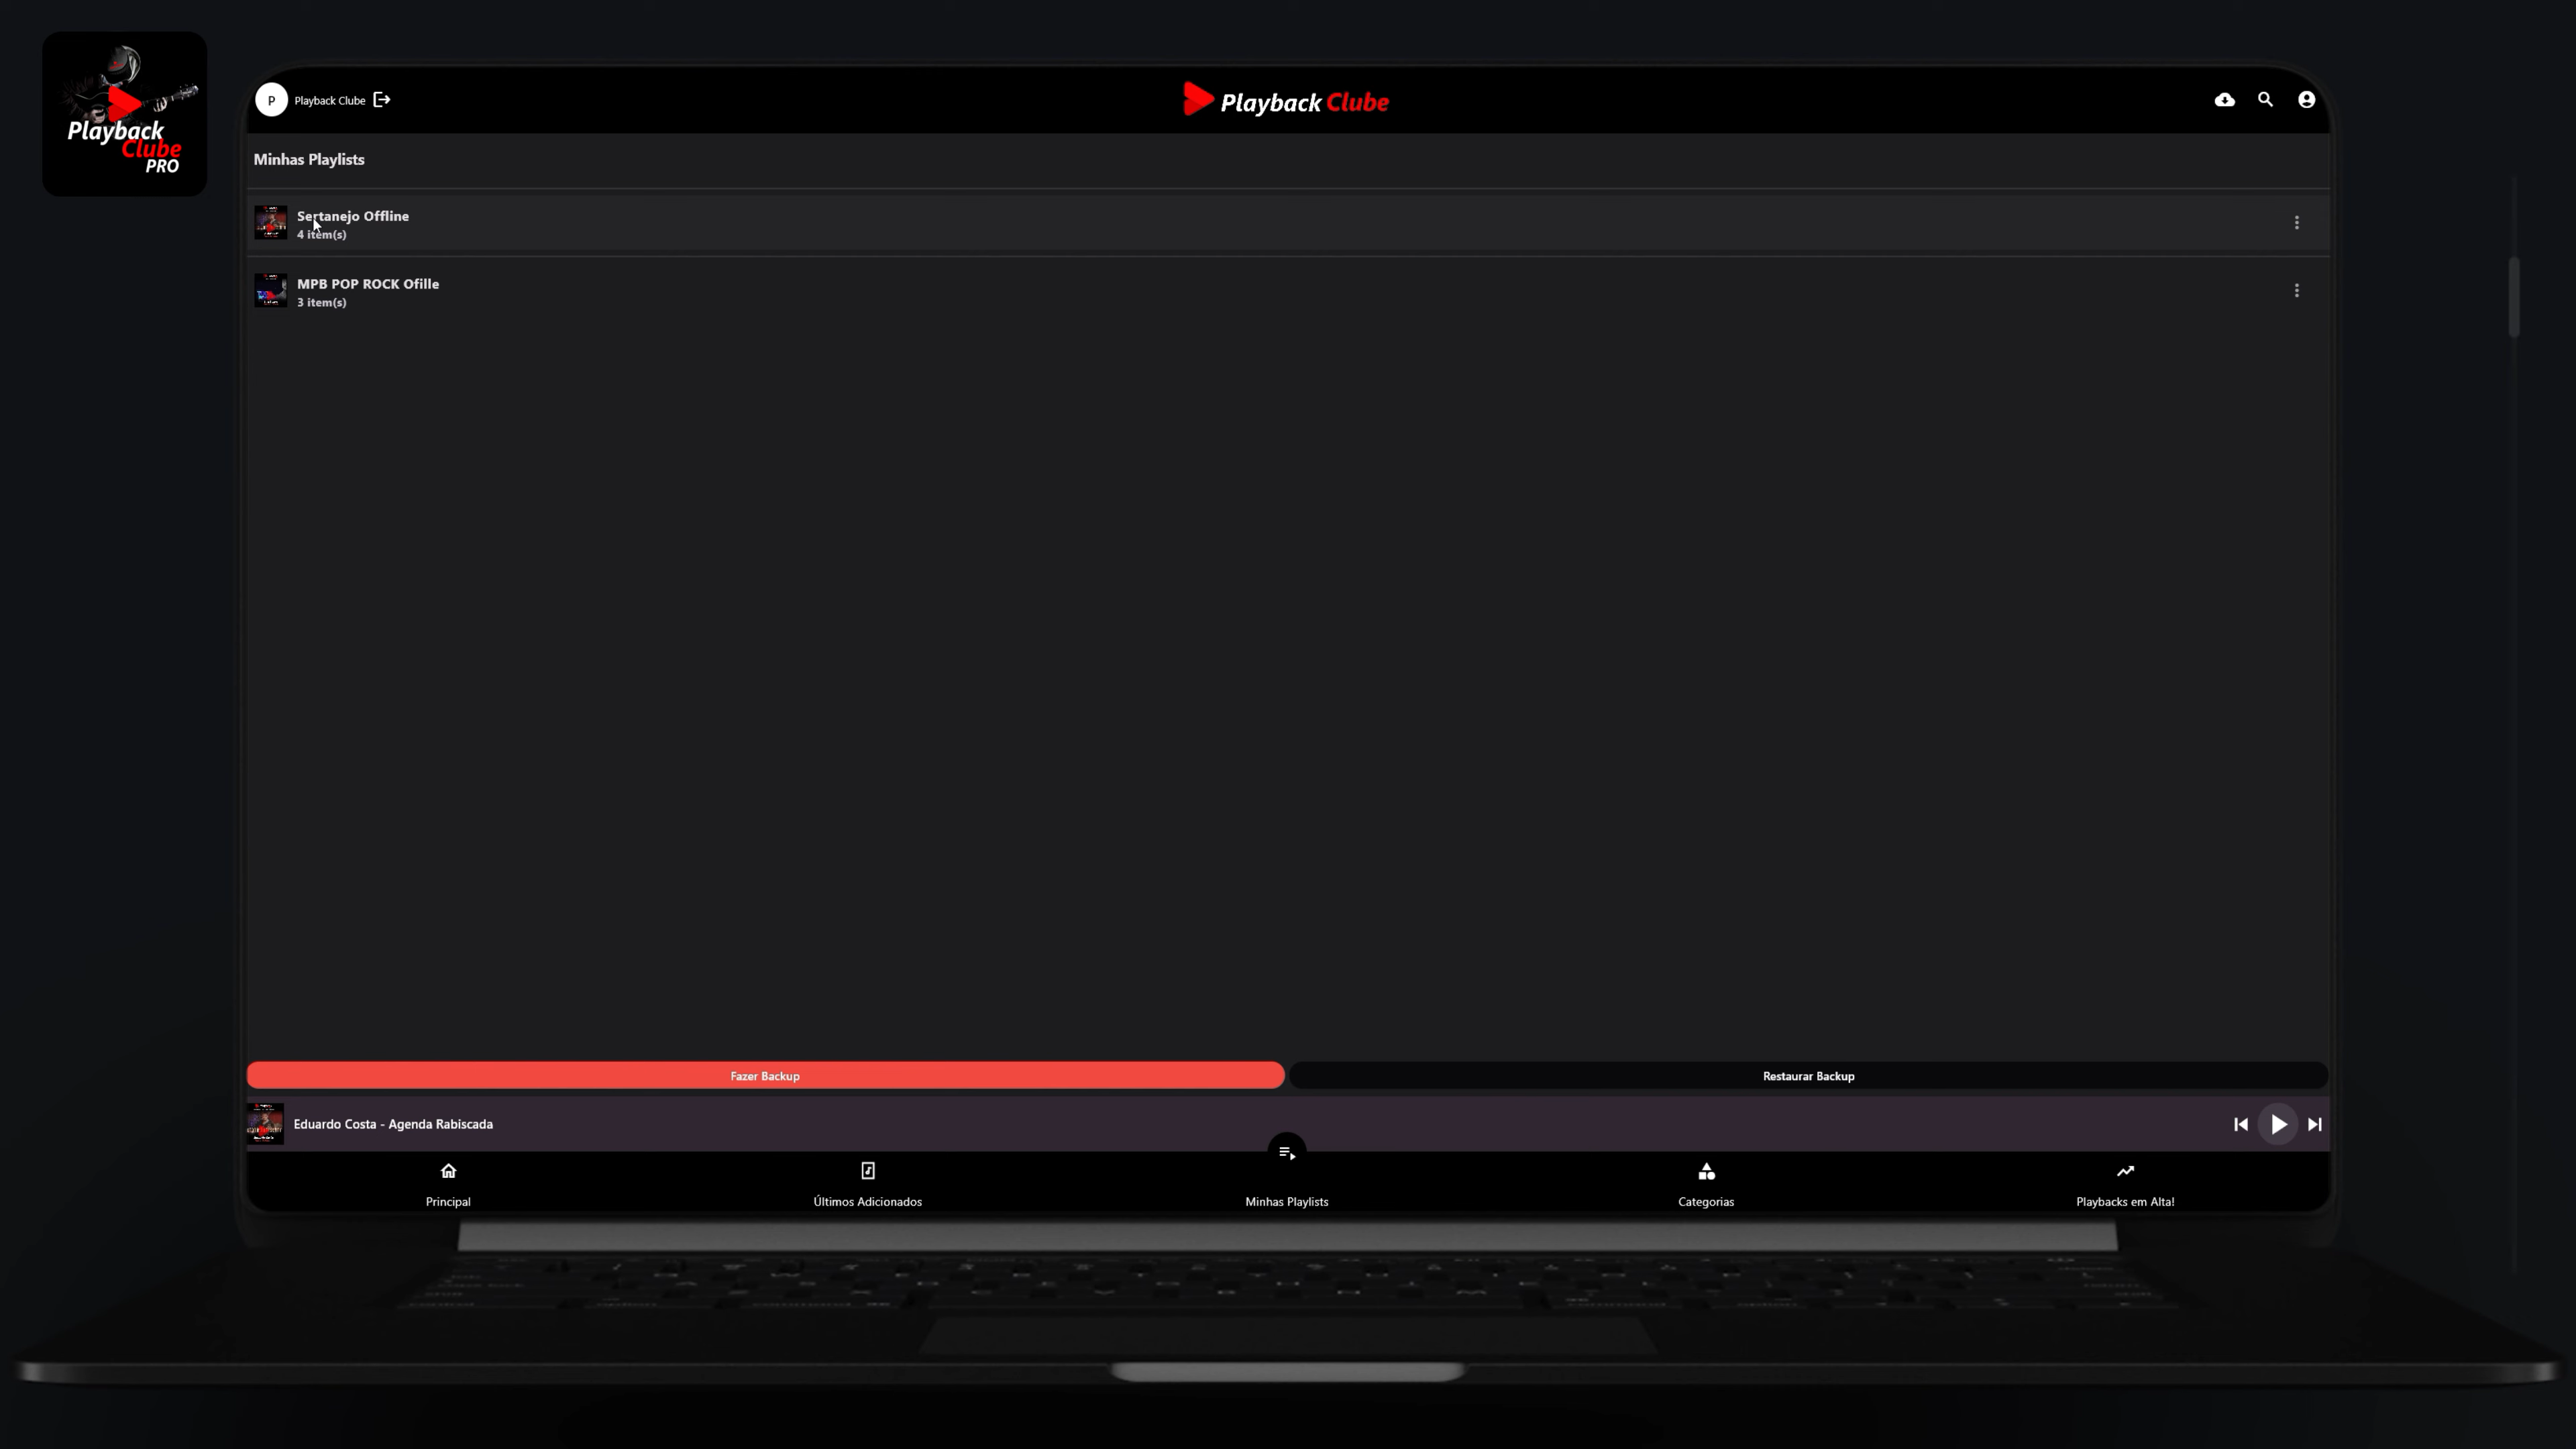 Playback
Clube
PRO
P
Playback Clube
Playback Clube
Minhas Playlists
Sertanejo Offline
4 item(s)
MPB POP ROCK Ofille
3 item(s)
Fazer Backup
Restaurar Backup
Eduardo Costa - Agenda Rabiscada
Principal
Últimos Adicionados
Minhas Playlists
Categorias
Playbacks em Alta!